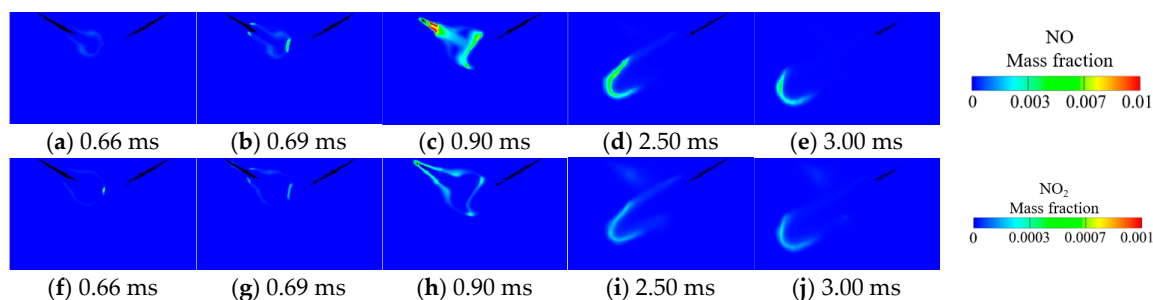 NO
Mass fraction
0 0.003 0.007 0.01
(a) 0.66 ms (b) 0.69 ms (c) 0.90 ms (d) 2.50 ms (e) 3.00 ms
NO₂
Mass fraction
0 0.0003 0.0007 0.001
(f) 0.66 ms (g) 0.69 ms (h) 0.90 ms (i) 2.50 ms (j) 3.00 ms